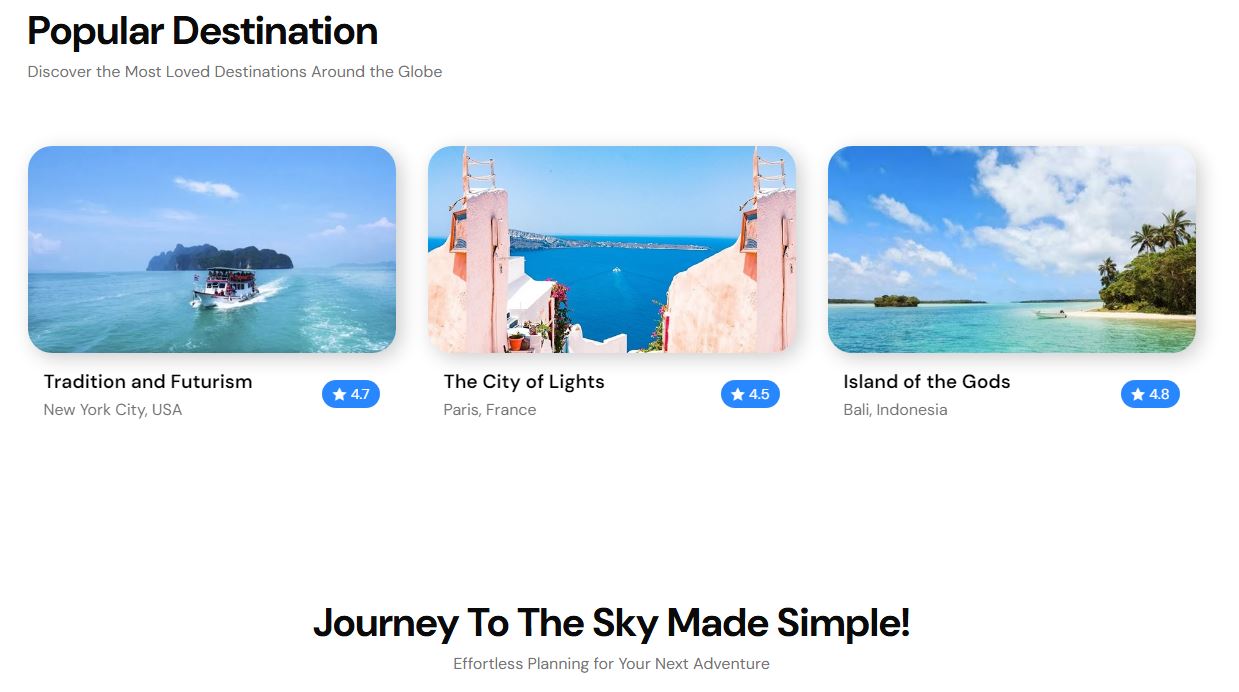 Popular Destination
Discover the Most Loved Destinations Around the Globe
Tradition and Futurism
New York City, USA
4.7
The City of Lights
Paris, France
4.5
Island of the Gods
Bali, Indonesia
4.8
Journey To The Sky Made Simple!
Effortless Planning for Your Next Adventure